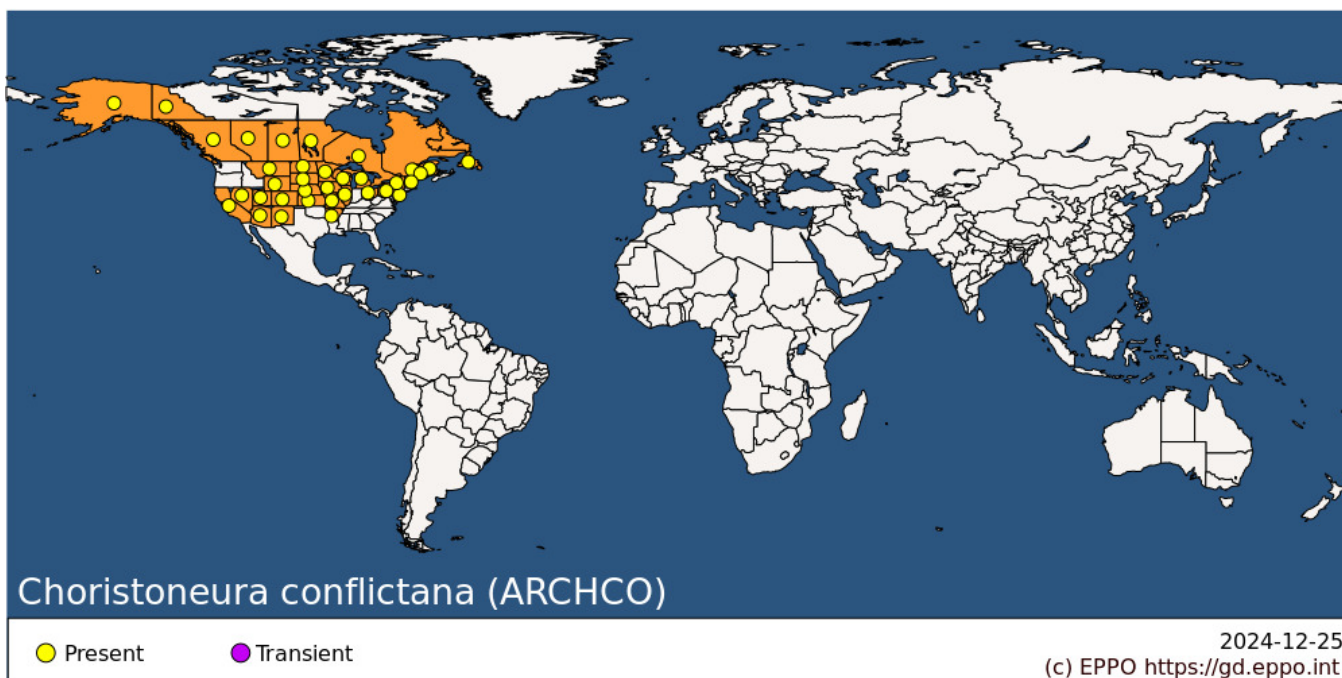 Choristoneura conflictana (ARCHCO)
Present
Transient
2024-12-25
(c) EPPO https://gd.eppo.int